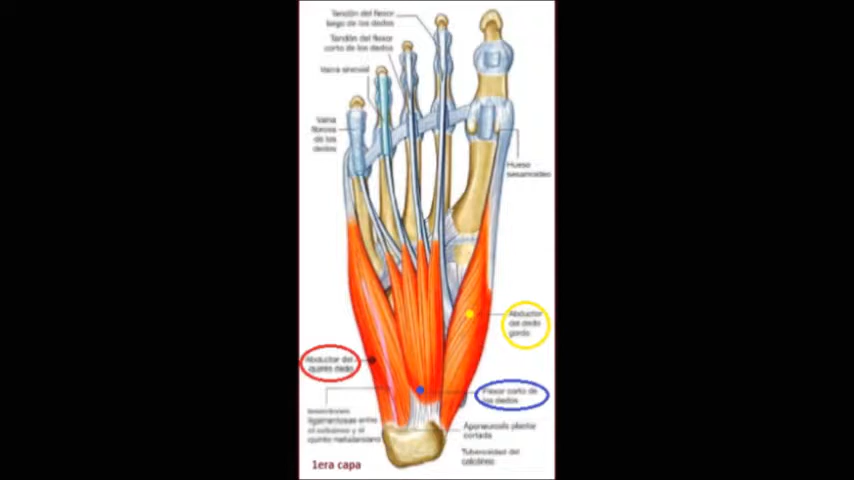 Tendón del flexor
largo de los dedos
Tendón del flexor
corto de los dedos
Vaina sinovial
Vaina
fibrosa
de los
dedos
Hueso
sesamoideo
Abductor
del dedo
gordo
Abductor del
quinto dedo
Flexor corto de
los dedos
ligamentosas entre
el calcáneo y el
quinto metatarsiano
Aponeurosis plantar
cortada
Tuberosidad del
calcáneo
1era capa